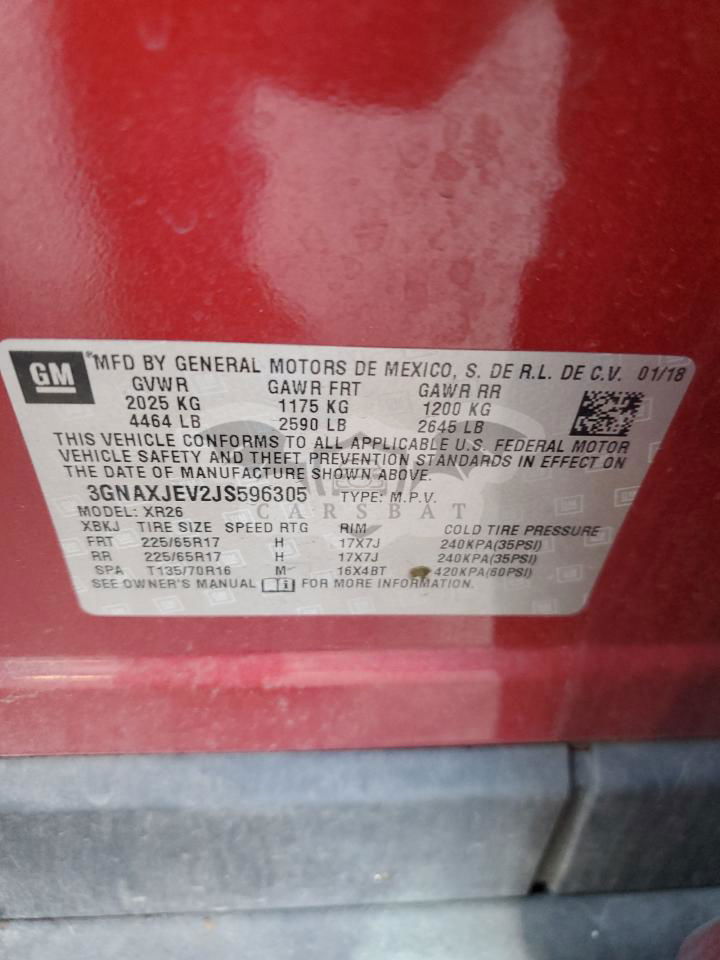 GM
MFD BY GENERAL MOTORS DE MEXICO, S. DE R.L. DE C.V. 01/18
GVWR GAWR FRT GAWR RR
2025 KG 1175 KG 1200 KG
4464 LB 2590 LB 2645 LB
THIS VEHICLE CONFORMS TO ALL APPLICABLE U.S. FEDERAL MOTOR
VEHICLE SAFETY AND THEFT PREVENTION STANDARDS IN EFFECT ON
THE DATE OF MANUFACTURE SHOWN ABOVE.
3GNAXJEV2JS596305 TYPE: M.P.V.
CARSBAT
MODEL: XR26
XBKJ TIRE SIZE SPEED RTG RIM COLD TIRE PRESSURE
FRT 225/65R17 H 17X7J 240KPA(35PSI)
RR 225/65R17 H 17X7J 240KPA(35PSI)
SPA T135/70R16 M 16X4BT 420KPA(60PSI)
SEE OWNER'S MANUAL FOR MORE INFORMATION.